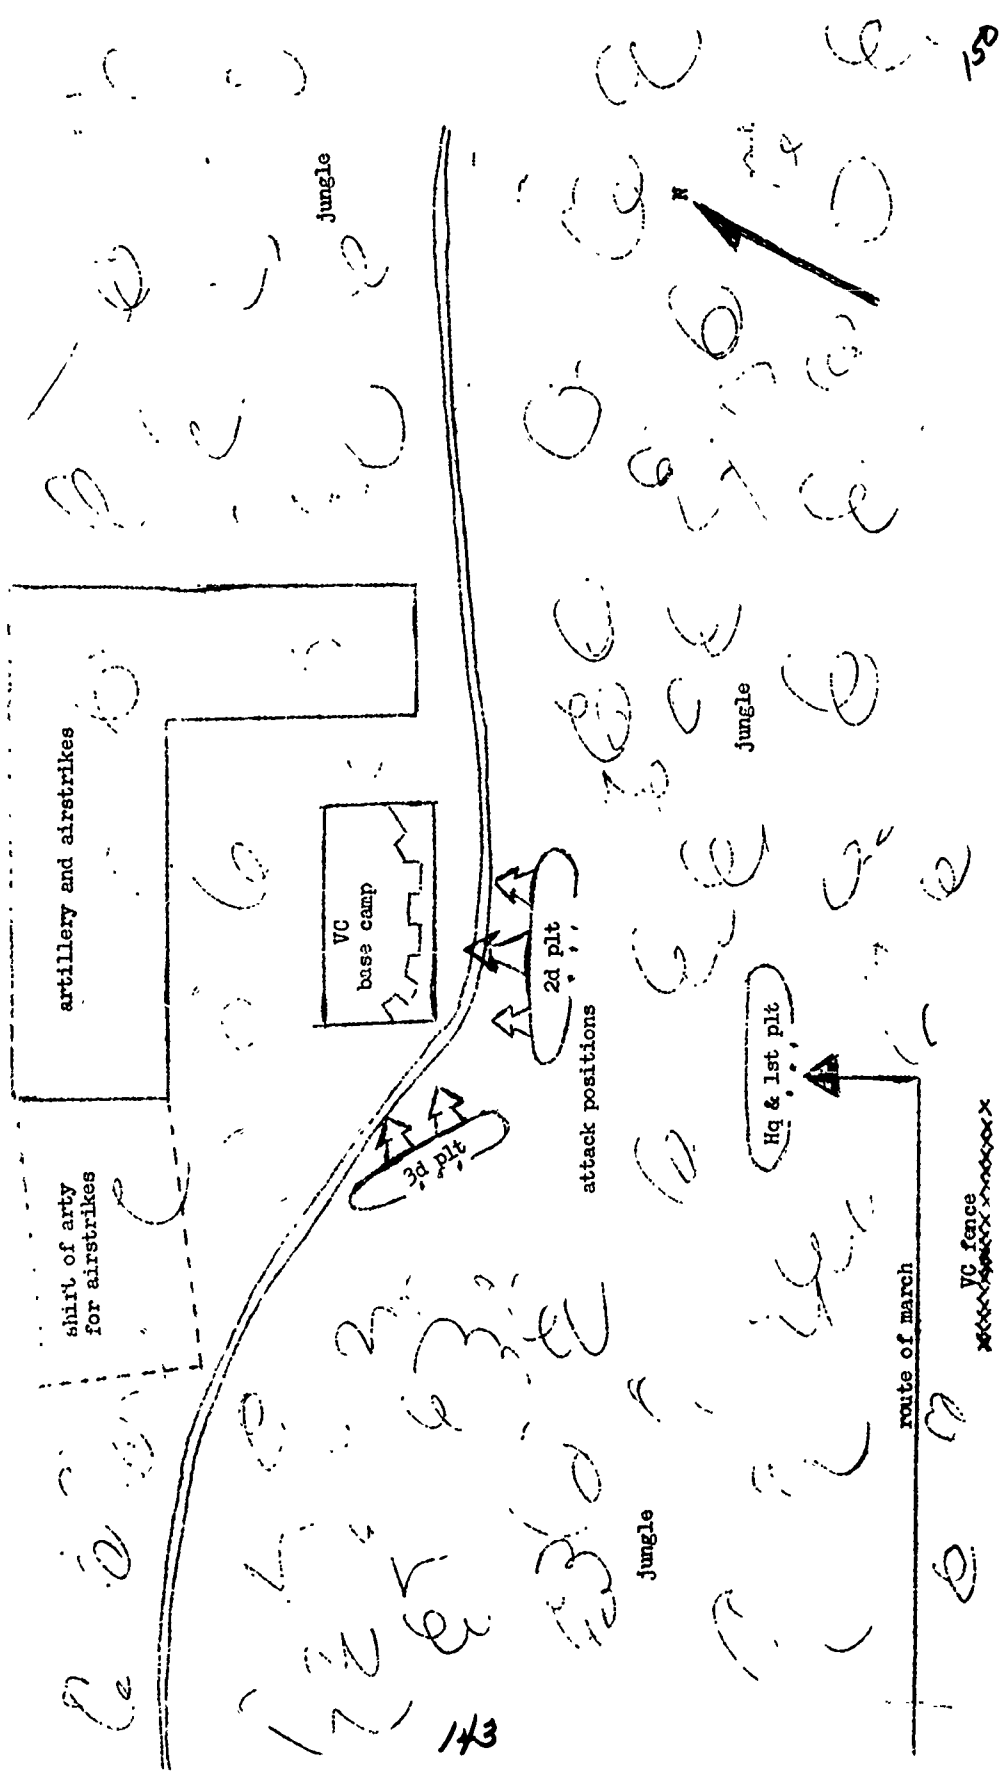 artillery and airstrikes
shift of arty
for airstrikes
jungle
VC
base camp
3d plt
2d plt
attack positions
jungle
Hq & 1st plt
jungle
route of march
VC fence
xxxxxxxxxxxxxxxxxxxx
N
143
150